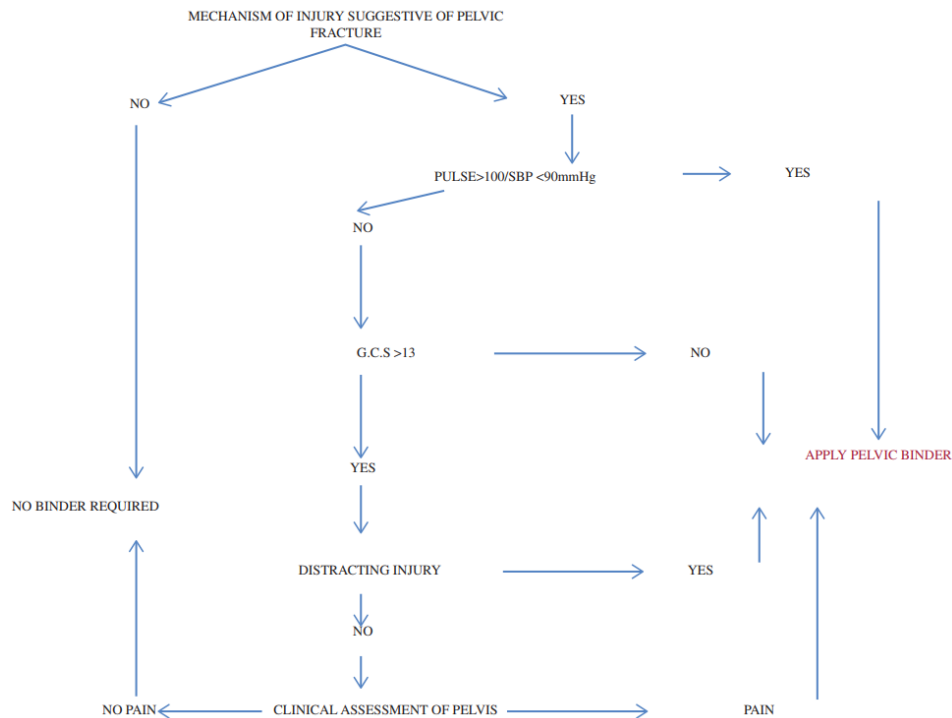 MECHANISM OF INJURY SUGGESTIVE OF PELVIC
FRACTURE
NO
YES
PULSE>100/SBP <90mmHg
YES
NO
G.C.S >13
NO
APPLY PELVIC BINDER
YES
NO BINDER REQUIRED
DISTRACTING INJURY
YES
NO
NO PAIN
CLINICAL ASSESSMENT OF PELVIS
PAIN